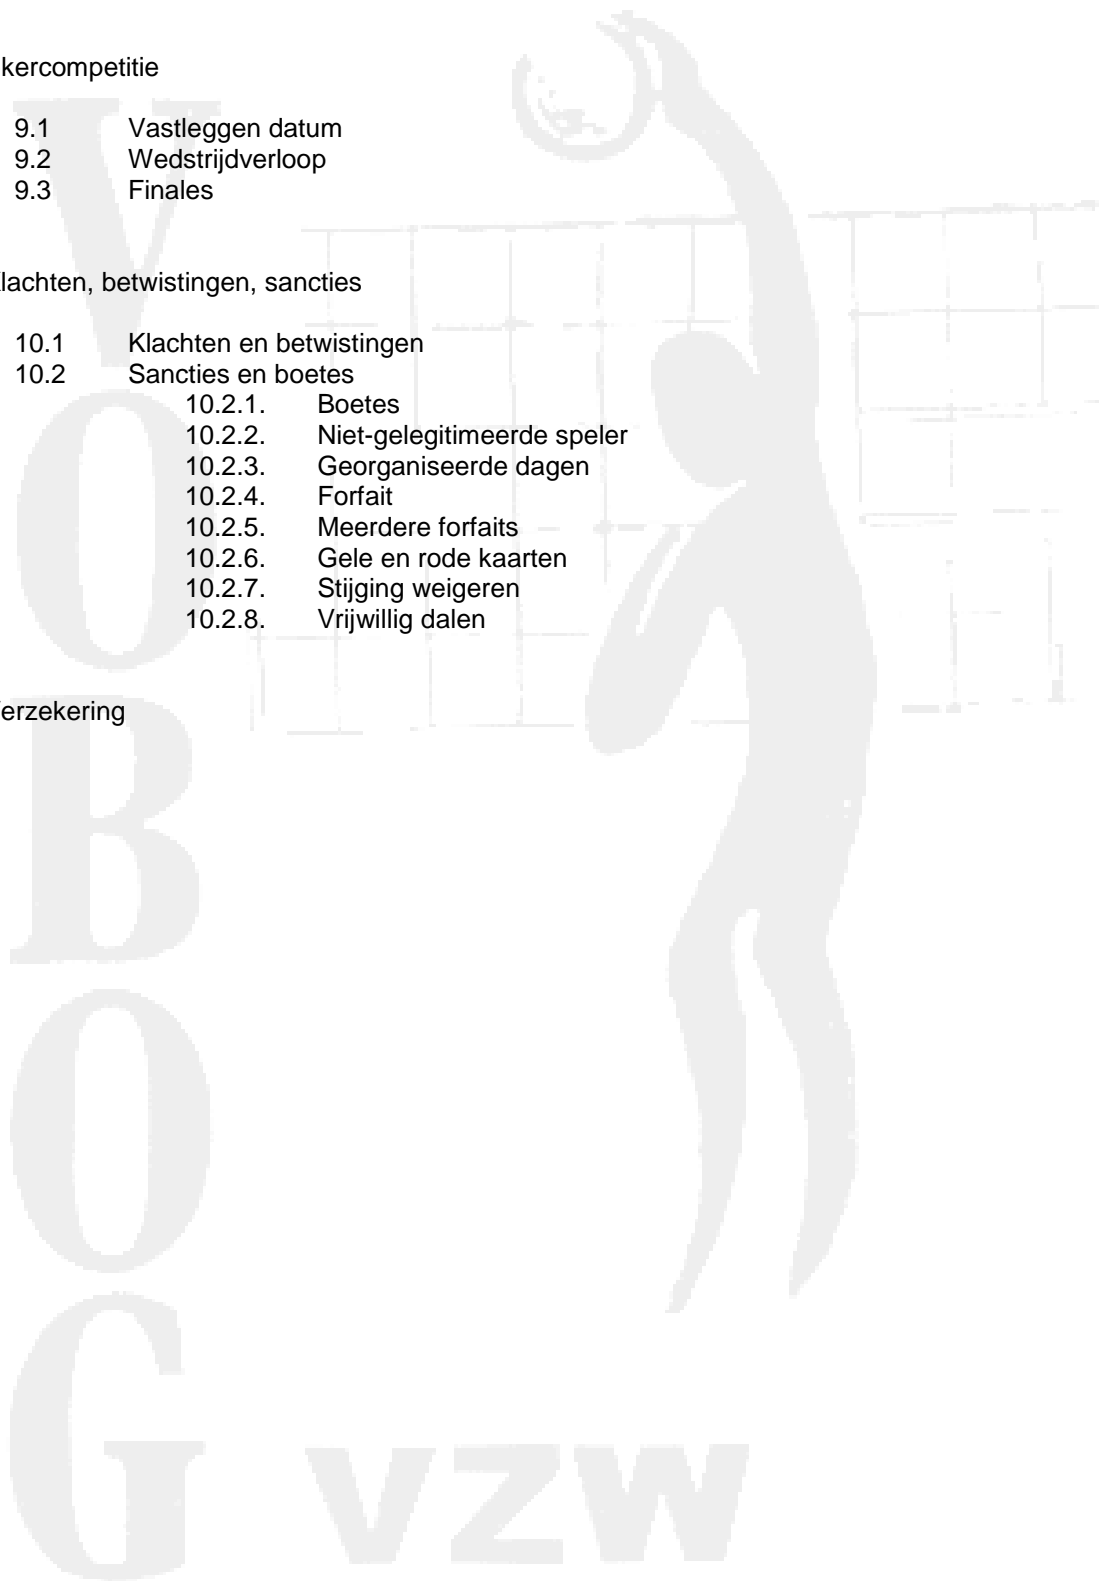 kercompetitie
9.1 Vastleggen datum
9.2 Wedstrijdverloop
9.3 Finales
lachten, betwistingen, sancties
10.1 Klachten en betwistingen
10.2 Sancties en boetes
10.2.1. Boetes
10.2.2. Niet-gelegitimeerde speler
10.2.3. Georganiseerde dagen
10.2.4. Forfait
10.2.5. Meerdere forfaits
10.2.6. Gele en rode kaarten
10.2.7. Stijging weigeren
10.2.8. Vrijwillig dalen
erzekering
VOBOG
vzw